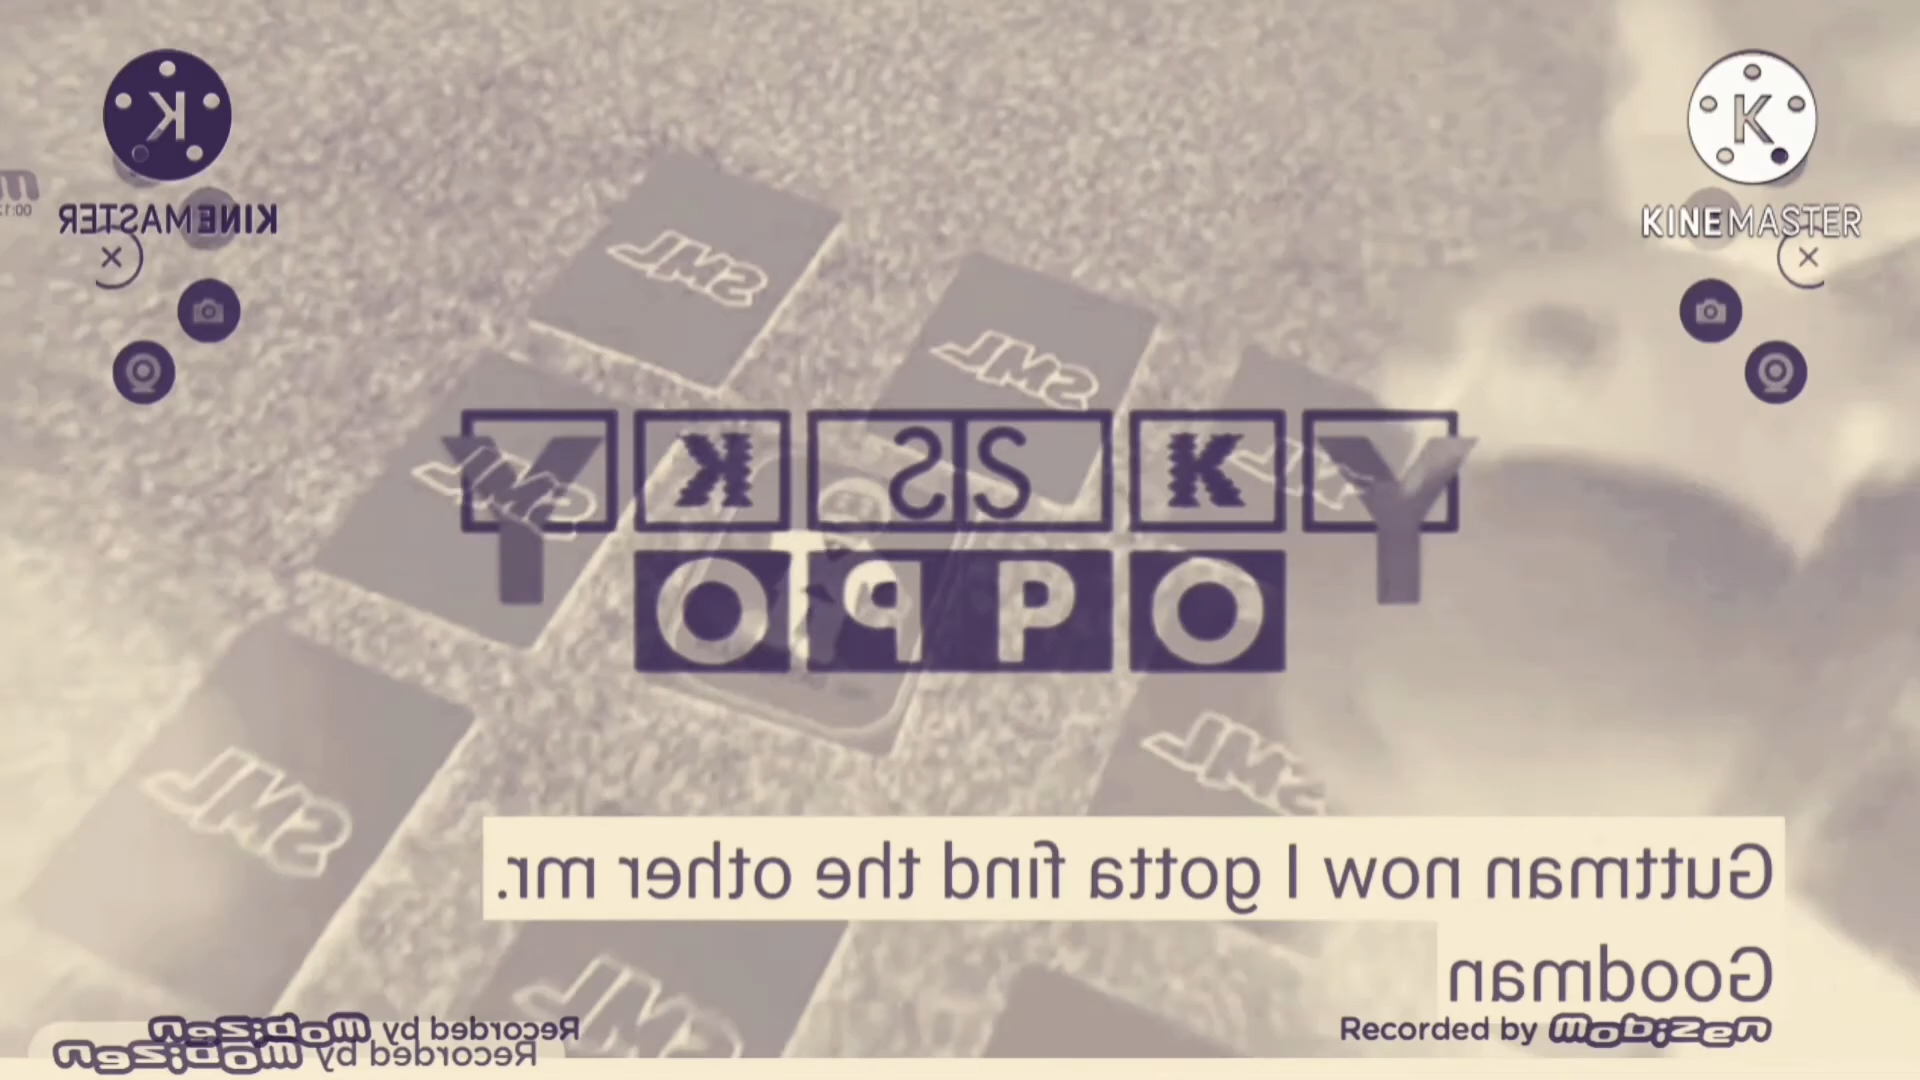 KINEMASTER
KINEMASTER
SML
SML
SML
Y K S S K Y
O P P O
SML
SML
Guttman now I gotta find the other mr.
Goodman
SML
Recorded by mobizen
Recorded by mobizen
Recorded by mobizen